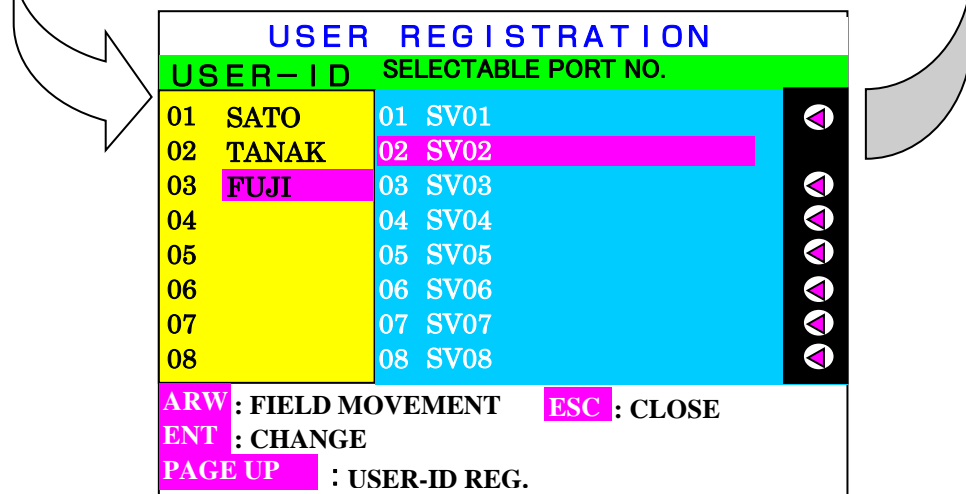 USER REGISTRATION
USER-ID SELECTABLE PORT NO.
01 SATO 01 SV01
02 TANAK 02 SV02
03 FUJI 03 SV03
04 04 SV04
05 05 SV05
06 06 SV06
07 07 SV07
08 08 SV08
ARW : FIELD MOVEMENT ESC : CLOSE
ENT : CHANGE
PAGE UP : USER-ID REG.